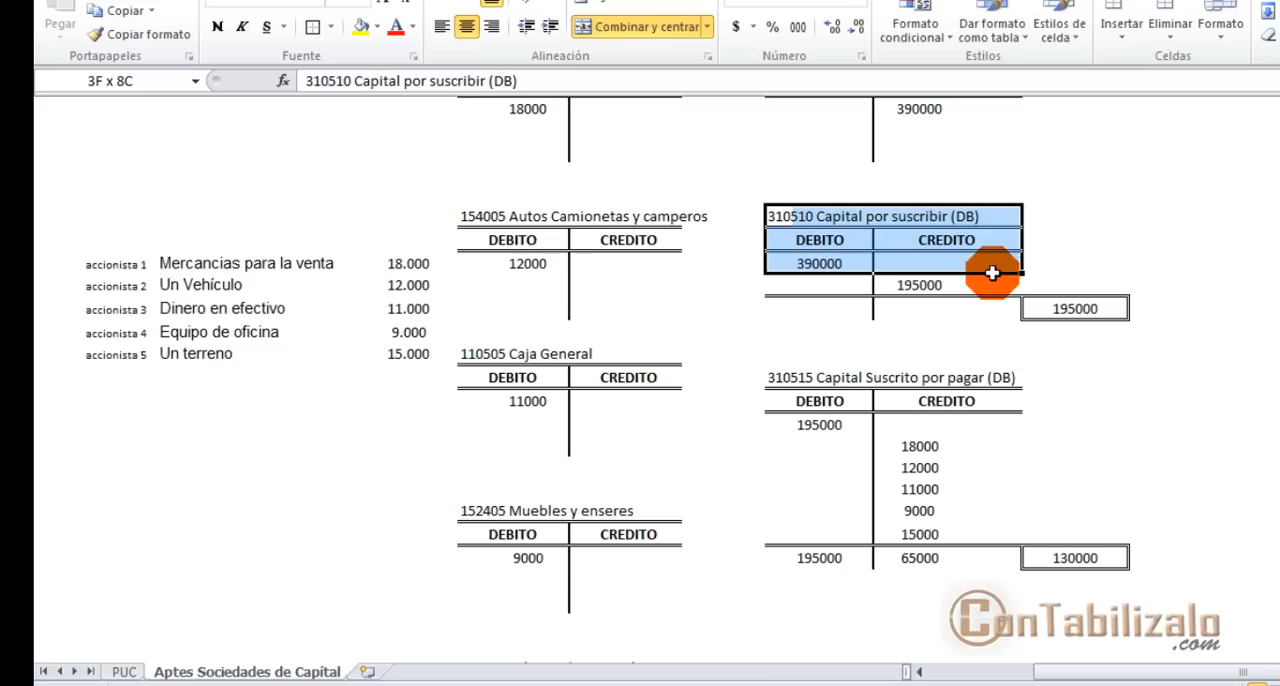 Copiar
Pegar
Copiar formato
Portapapeles
N K S
Fuente
Combinar y centrar
Alineación
$ % 000
Número
Formato condicional
Dar formato como tabla
Estilos de celda
Estilos
Insertar Eliminar Formato
Celdas
3F x 8C
fx
310510 Capital por suscribir (DB)
18000
390000
154005 Autos Camionetas y camperos
DEBITO CREDITO
12000
310510 Capital por suscribir (DB)
DEBITO CREDITO
390000
195000
195000
accionista 1 Mercancias para la venta 18.000
accionista 2 Un Vehículo 12.000
accionista 3 Dinero en efectivo 11.000
accionista 4 Equipo de oficina 9.000
accionista 5 Un terreno 15.000
110505 Caja General
DEBITO CREDITO
11000
310515 Capital Suscrito por pagar (DB)
DEBITO CREDITO
195000
18000
12000
11000
9000
15000
195000 65000 130000
152405 Muebles y enseres
DEBITO CREDITO
9000
ConTabilizalo
.com
PUC Aptes Sociedades de Capítal